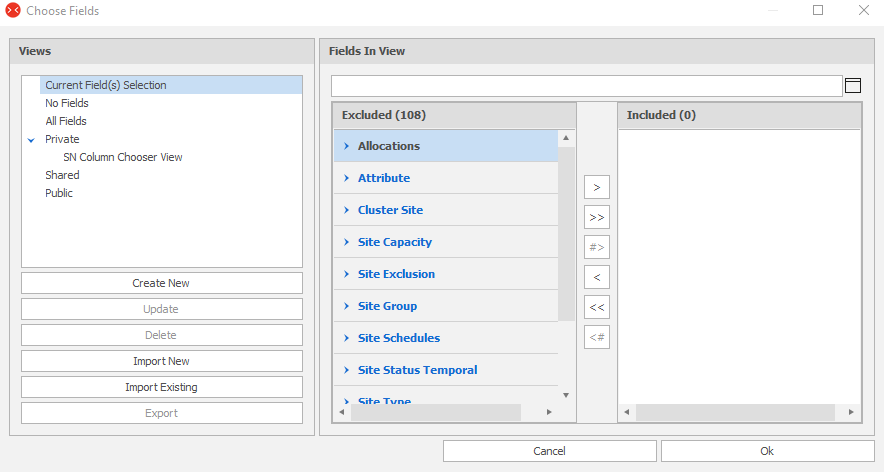 Choose Fields
Views
Current Field(s) Selection
No Fields
All Fields
Private
SN Column Chooser View
Shared
Public
Create New
Update
Delete
Import New
Import Existing
Export
Fields In View
Excluded (108)
Allocations
Attribute
Cluster Site
Site Capacity
Site Exclusion
Site Group
Site Schedules
Site Status Temporal
Site Type
>
>>
#>
<
<<
<#
Included (0)
Cancel
Ok